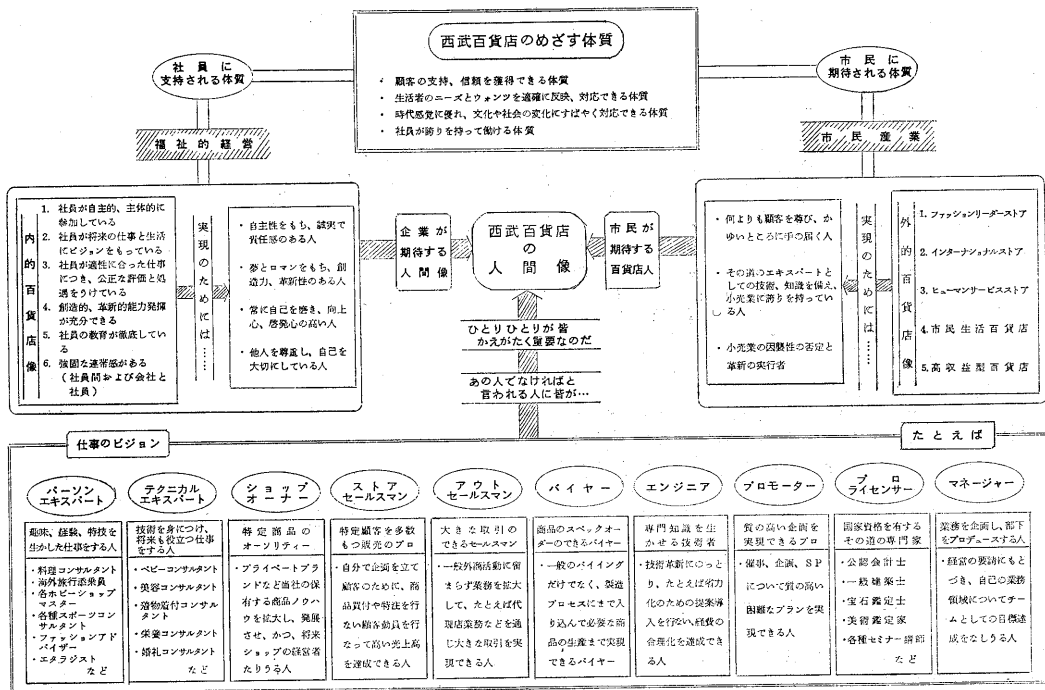 西武百貨店のめざす体質
・ 顧客の支持、信頼を獲得できる体質
・ 生活者のニーズとウォンツを適確に反映、対応できる体質
・ 時代感覚に優れ、文化や社会の変化にすばやく対応できる体質
・ 社員が誇りを持って働ける体質
社員に
支持される体質
市民に
期待される体質
福祉的経営
市民産業
内的百貨店像
1. 社員が自主的、主体的に
参加している
2. 社員が将来の仕事と生活
にビジョンをもっている
3. 社員が適性に合った仕事
につき、公正な評価と処
遇をうけている
4. 創造的、革新的能力発揮
が充分できる
5. 社員の教育が徹底してい
る
6. 強固な連帯感がある
(社員間および会社と
社員)
実現のためには……
・ 自主性をもち、誠実で
責任感のある人
・ 夢とロマンをもち、創
造力、革新性のある人
・ 常に自己を磨き、向上
心、啓発心の高い人
・ 他人を尊重し、自己を
大切にしている人
企業が
期待する
人間像
西武百貨店
の
人間像
市民が
期待する
百貨店人
・ 何よりも顧客を尊び、か
ゆいところに手の届く人
・ その道のエキスパートと
しての技術、知識を備え、
小売業に誇りを持ってい
る人
・ 小売業の因襲性の否定と
革新の実行者
実現のためには……
外的百貨店像
1. ファッションリーダーストア
2. インターナショナルストア
3. ヒューマンサービスストア
4. 市民生活百貨店
5. 高収益型百貨店
ひとりひとりが皆
かえがたく重要なのだ
あの人でなければと
言われる人に皆が…
仕事のビジョン
たとえば
パーソン
エキスパート
趣味、経験、特技を
生かした仕事をする人
・料理コンサルタント
・海外旅行添乗員
・各ホビーショップ
マスター
・各種スポーツコン
サルタント
・ファッションアド
バイザー
・エタラジスト
など
テクニカル
エキスパート
技術を身につけ、
将来も役立つ仕事
をする人
・ベビーコンサルタント
・美容コンサルタント
・着物着付コンサル
タント
・栄養コンサルタント
・婚礼コンサルタント
など
ショップ
オーナー
特定商品の
オーソリティー
・プライベートブラ
ンドなど当社の保
有する商品ノウハ
ウを拡大し、発展
させ、かつ、将来
ショップの経営者
たりうる人
ストア
セールスマン
特定顧客を多数
もつ販売のプロ
・自分で企画を立て
顧客のために、商
品買付や特注を行
ない顧客動員を行
なって高い売上高
を達成できる人
アウト
セールスマン
大きな取引の
できるセールスマン
・一般外商活動に留
まらず業務を拡大
して、たとえば代
現店業務などを通
じ大きな取引を実
現できる人
バイヤー
商品のスペックオー
ダーのできるバイヤー
・一般のバイイング
だけでなく、製造
プロセスにまで入
り込んで必要な商
品の生産まで実現
できるバイヤー
エンジニア
専門知識を生
かせる技術者
・技術革新にのっと
り、たとえば省力
化のための提案導
入を行ない、経費の
合理化を達成でき
る人
プロモーター
質の高い企画を
実現できるプロ
・催事、企画、SP
について質の高い
困難なプランを実
現できる人
プロ
ライセンサー
国家資格を有する
その道の専門家
・公認会計士
・一級建築士
・宝石鑑定士
・美術鑑定家
・各種セミナー講師
など
マネージャー
業務を企画し、部下
をプロデュースする人
・経営の要請にもと
づき、自己の業務
領域についてチー
ムとしての目標達
成をなしうる人